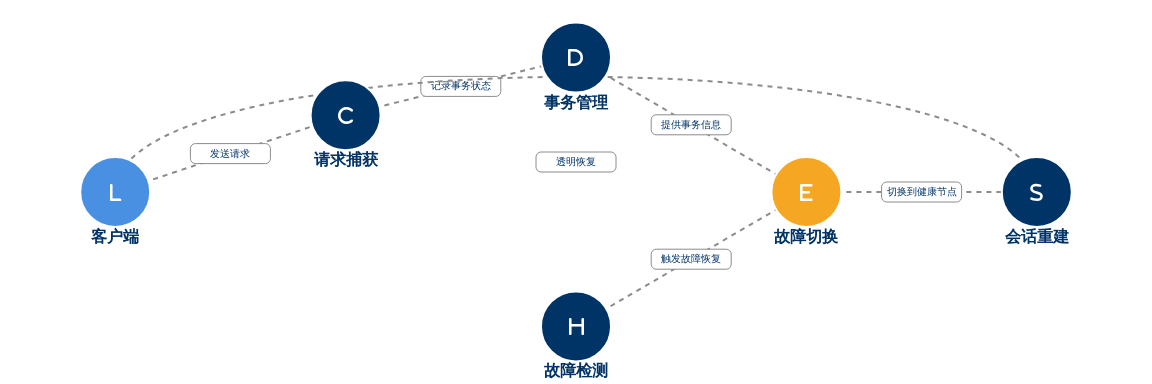 D
记录事务状态
事务管理
C
提供事务信息
发送请求
请求捕获
透明恢复
L
E
切换到健康节点
S
客户端
故障切换
会话重建
触发故障恢复
H
故障检测